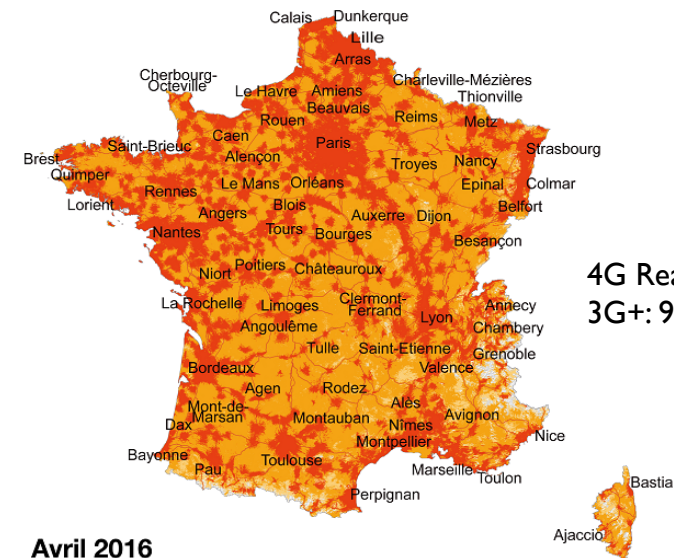 Calais
Dunkerque
Lille
Arras
Cherbourg-
Octeville
Charleville-Mézières
Le Havre
Amiens
Thionville
Beauvais
Rouen
Reims
Metz
Caen
Paris
Saint-Brieuc
Strasbourg
Brest
Alençon
Troyes
Nancy
Quimper
Rennes
Le Mans
Orléans
Epinal
Colmar
Lorient
Angers
Blois
Auxerre
Dijon
Belfort
Nantes
Tours
Bourges
Besançon
Niort
Poitiers
Châteauroux
4G Rea
3G+: 9
La Rochelle
Limoges
Clermont-
Ferrand
Lyon
Annecy
Angoulême
Chambery
Tulle
Saint-Etienne
Grenoble
Bordeaux
Valence
Agen
Rodez
Mont-de-
Marsan
Alès
Avignon
Dax
Montauban
Nîmes
Nice
Montpellier
Bayonne
Pau
Toulouse
Marseille
Toulon
Perpignan
Bastia
Ajaccio
Avril 2016